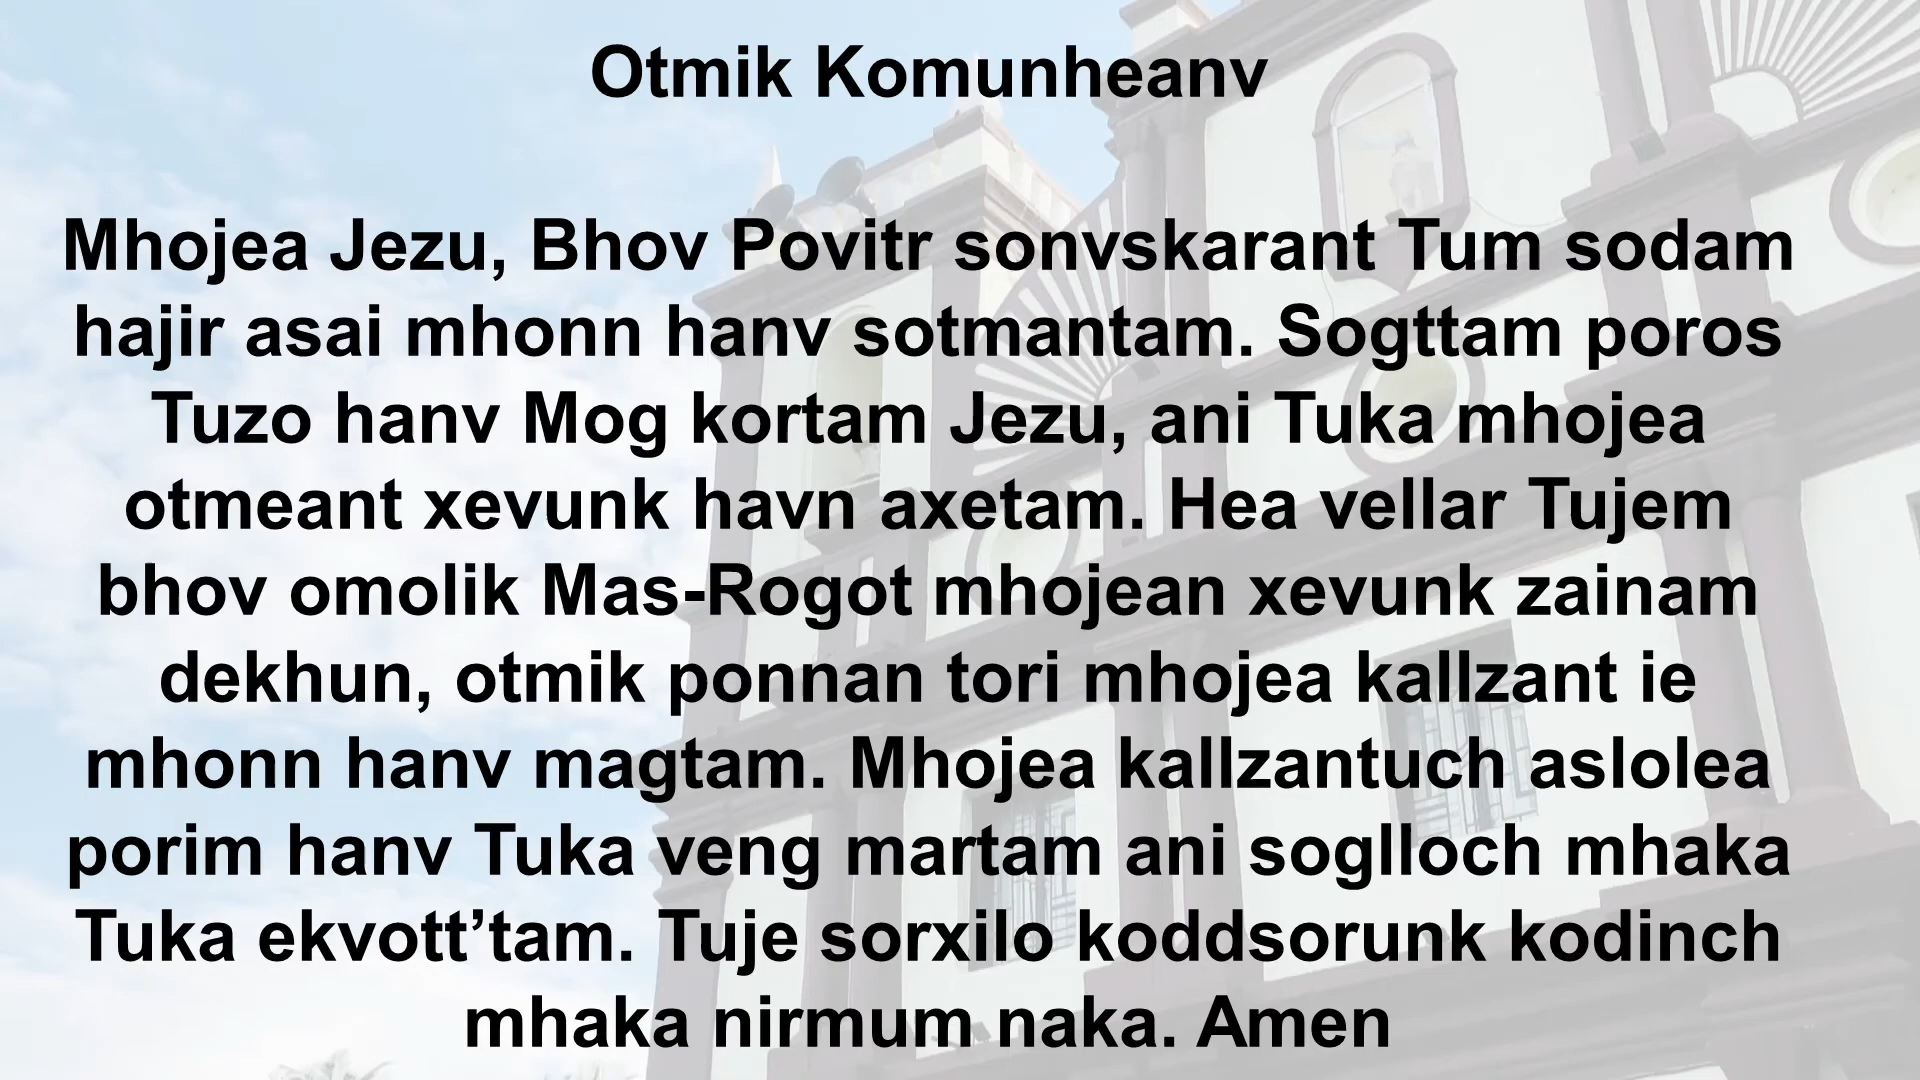 Otmik Komunheanv
Mhojea Jezu, Bhov Povitr sonvskarant Tum sodam
hajir asai mhonn hanv sotmantam. Sogttam poros
Tuzo hanv Mog kortam Jezu, ani Tuka mhojea
otmeant xevunk havn axetam. Hea vellar Tujem
bhov omolik Mas-Rogot mhojean xevunk zainam
dekhun, otmik ponnan tori mhojea kallzant ie
mhonn hanv magtam. Mhojea kallzantuch aslolea
porim hanv Tuka veng martam ani soglloch mhaka
Tuka ekvott’tam. Tuje sorxilo koddsorunk kodinch
mhaka nirmum naka. Amen